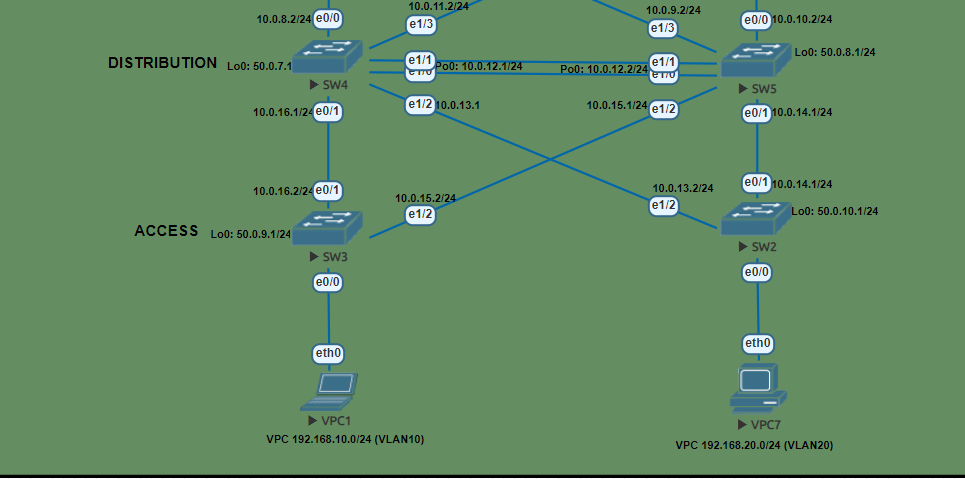 10.0.11.2/24
10.0.9.2/24
10.0.8.2/24 e0/0
e1/3
e1/3
e0/0 10.0.10.2/24
DISTRIBUTION
Lo0: 50.0.7.1
e1/1
e1/0
Po0: 10.0.12.1/24
Po0: 10.0.12.2/24
e1/1
e1/0
Lo0: 50.0.8.1/24
SW4
SW5
10.0.16.1/24 e0/1
e1/2 10.0.13.1
10.0.15.1/24 e1/2
e0/1 10.0.14.1/24
10.0.16.2/24 e0/1
10.0.15.2/24
e1/2
10.0.13.2/24
e1/2
e0/1 10.0.14.1/24
ACCESS
Lo0: 50.0.9.1/24
Lo0: 50.0.10.1/24
SW3
SW2
e0/0
e0/0
eth0
eth0
VPC1
VPC7
VPC 192.168.10.0/24 (VLAN10)
VPC 192.168.20.0/24 (VLAN20)